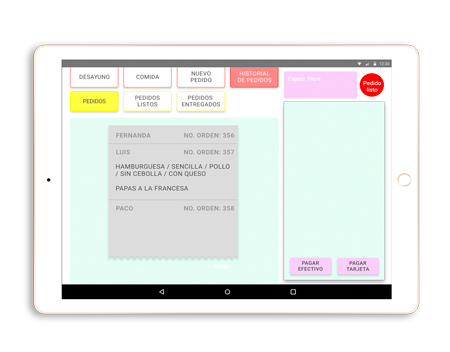 12:30
DESAYUNO
COMIDA
NUEVO
PEDIDO
HISTORIAL
DE PEDIDOS
Pedido
listo
PEDIDOS
PEDIDOS
LISTOS
PEDIDOS
ENTREGADOS
FERNANDA NO. ORDEN: 356
LUIS NO. ORDEN: 357
HAMBURGUESA / SENCILLA / POLLO
/ SIN CEBOLLA / CON QUESO
PAPAS A LA FRANCESA
PACO NO. ORDEN: 358
PAGAR
EFECTIVO
PAGAR
TARJETA